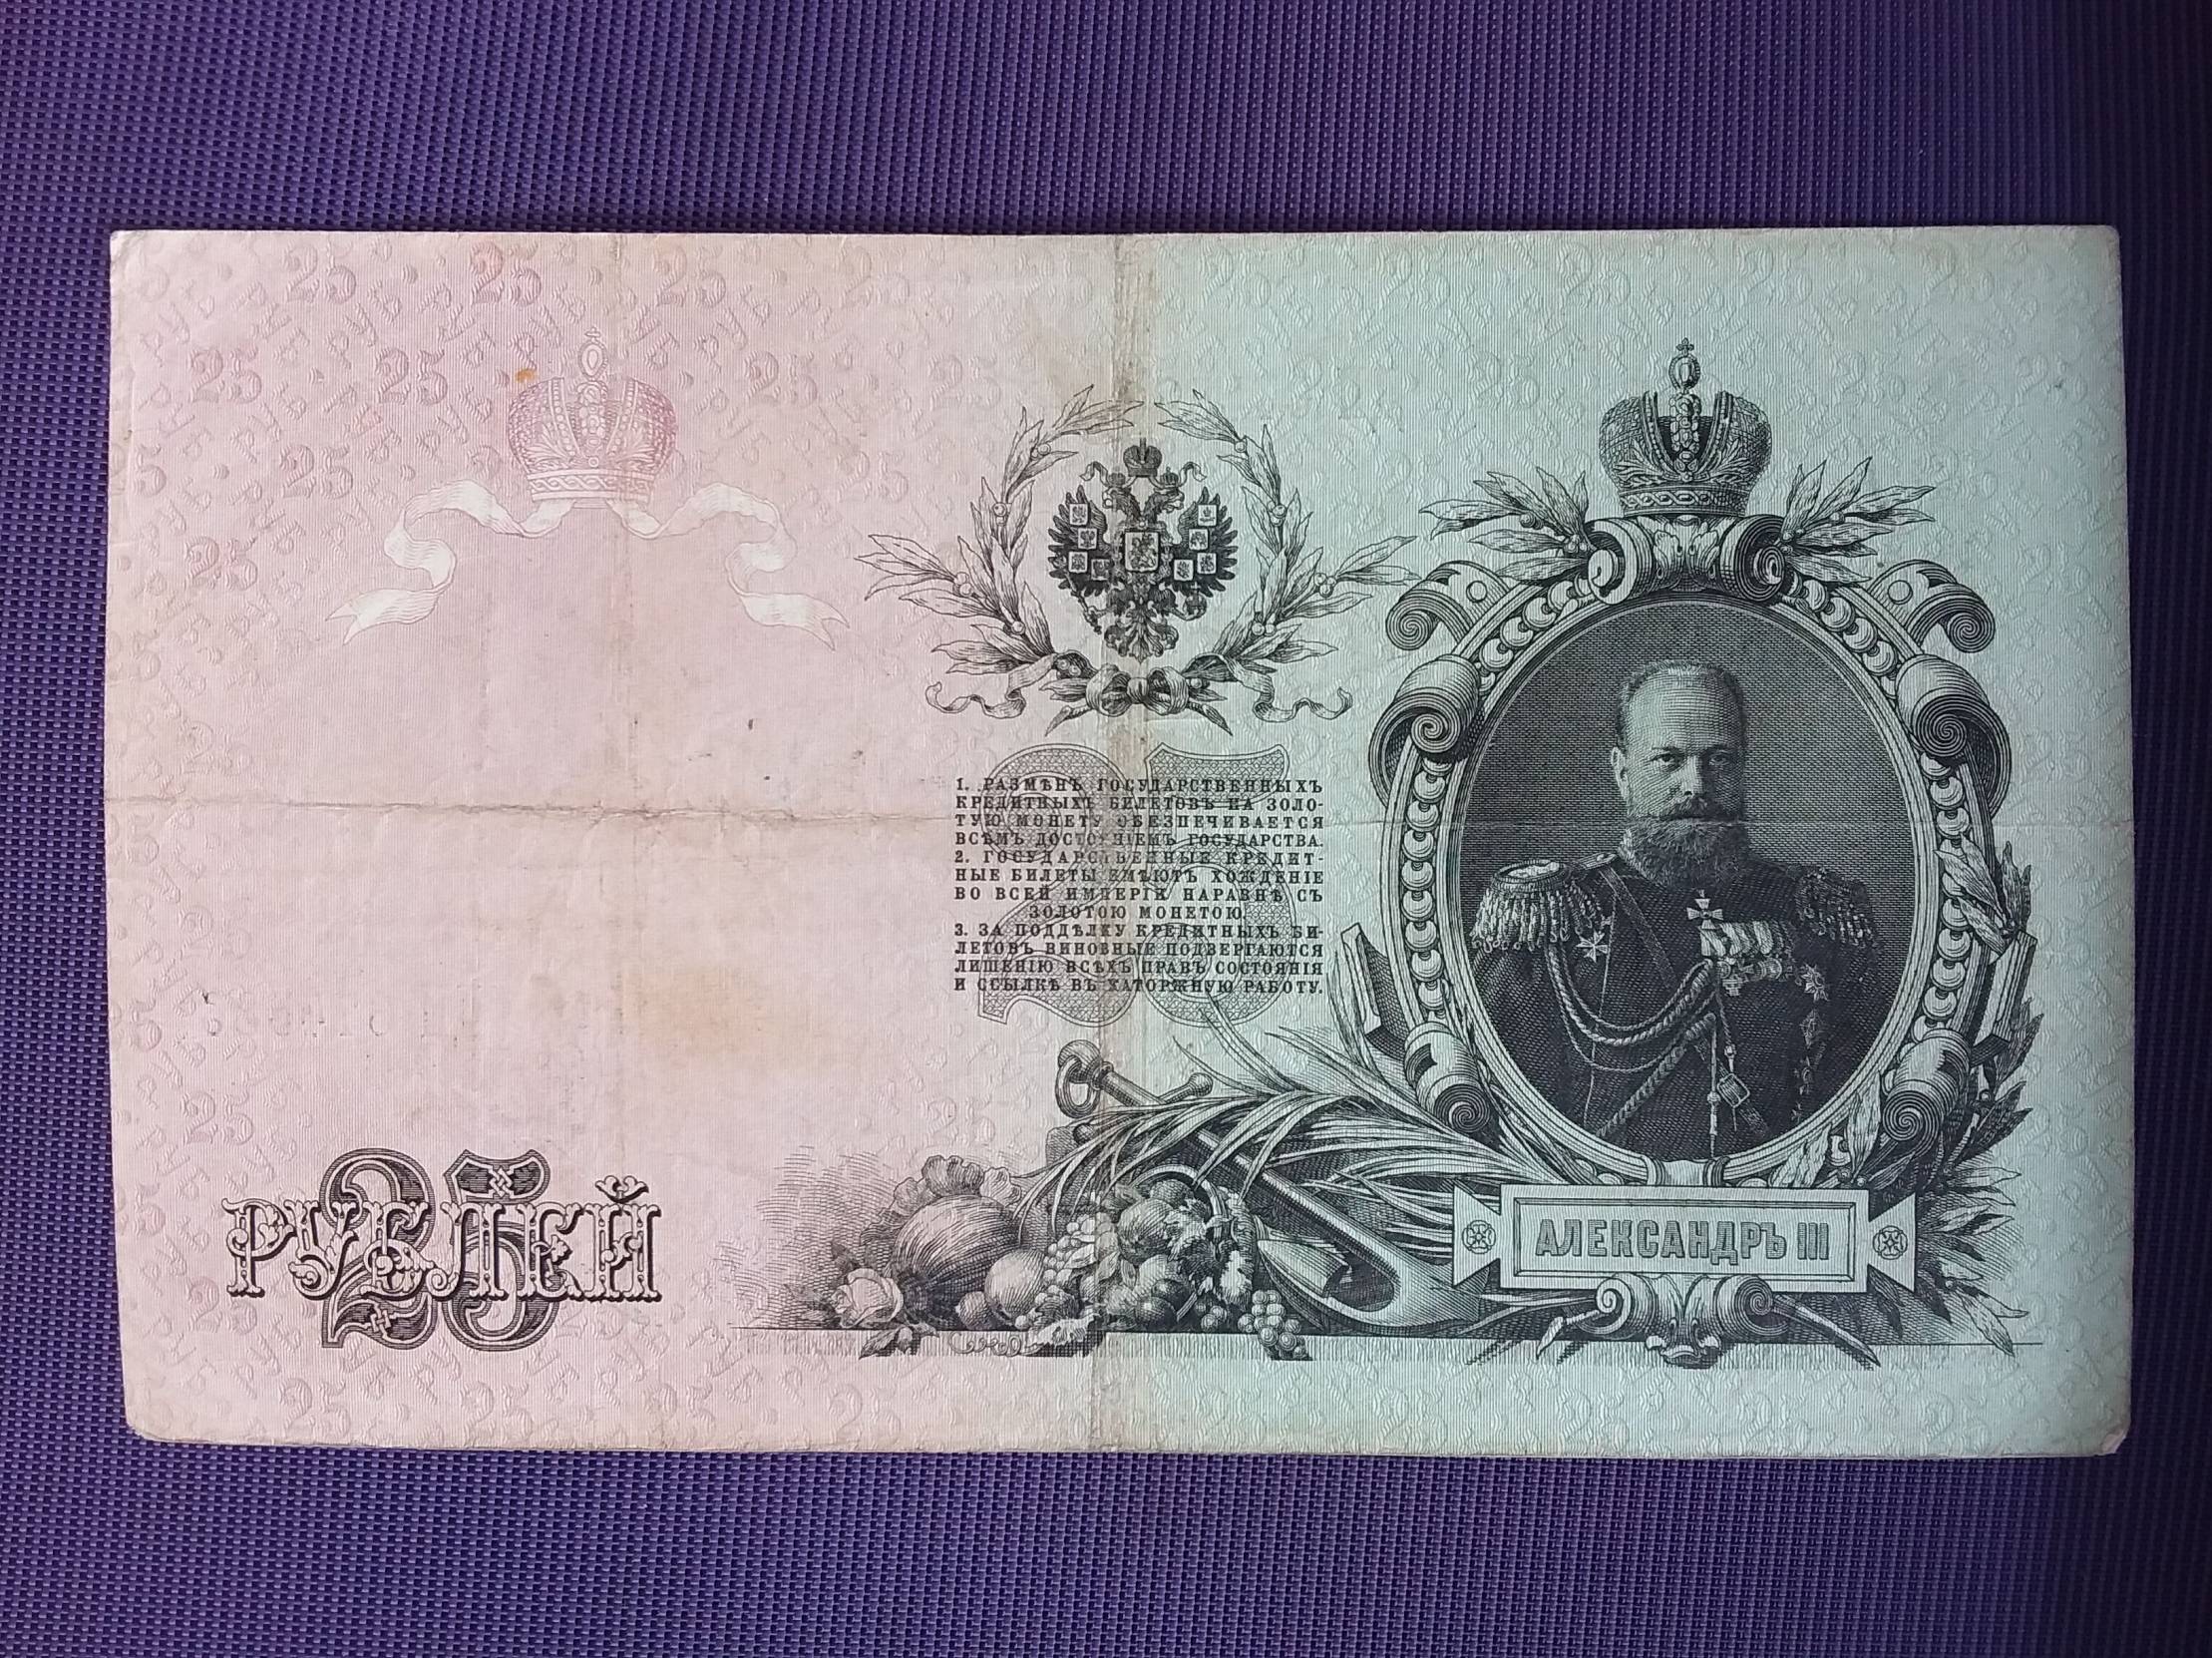 1. РАЗМѢНЪ ГОСУДАРСТВЕННЫХЪ
КРЕДИТНЫХЪ БИЛЕТОВЪ НА ЗОЛО-
ТУЮ МОНЕТУ ОБЕЗПЕЧИВАЕТСЯ
ВСѢМЪ ДОСТОЯНІЕМЪ ГОСУДАРСТВА.
2. ГОСУДАРСТВЕННЫЕ КРЕДИТ-
НЫЕ БИЛЕТЫ ИМѢЮТЪ ХОЖДЕНІЕ
ВО ВСЕЙ ИМПЕРІИ НАРАВНѢ СЪ
ЗОЛОТОЮ МОНЕТОЮ.
3. ЗА ПОДДѢЛКУ КРЕДИТНЫХЪ БИ-
ЛЕТОВЪ ВИНОВНЫЕ ПОДВЕРГАЮТСЯ
ЛИШЕНІЮ ВСѢХЪ ПРАВЪ СОСТОЯНІЯ
И ССЫЛКѢ ВЪ КАТОРЖНУЮ РАБОТУ.
25
25
РУБЛЕЙ
АЛЕКСАНДРЪ III